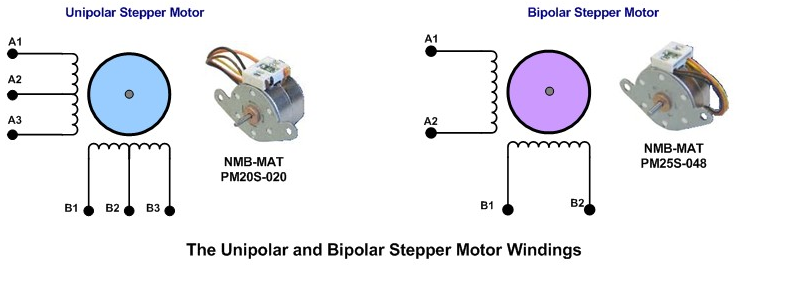 Unipolar Stepper Motor
Bipolar Stepper Motor
A1
A2
A3
B1
B2
B3
NMB-MAT
PM20S-020
A1
A2
B1
B2
NMB-MAT
PM25S-048
The Unipolar and Bipolar Stepper Motor Windings